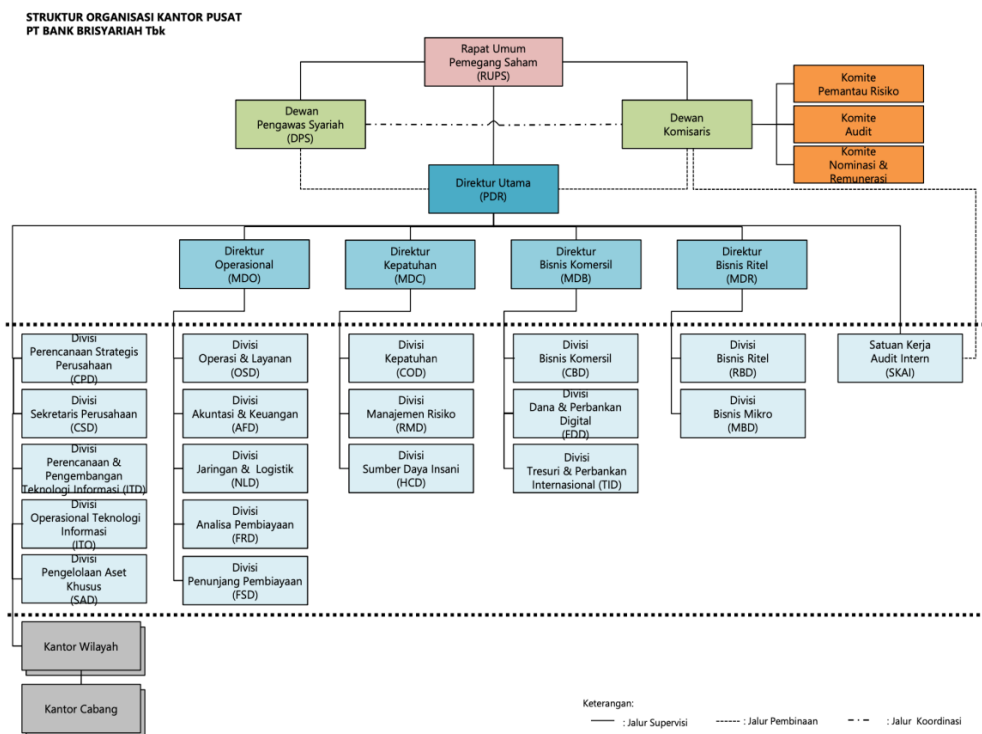 STRUKTUR ORGANISASI KANTOR PUSAT
PT BANK BRISYARIAH Tbk
Rapat Umum
Pemegang Saham
(RUPS)
Dewan
Pengawas Syariah
(DPS)
Dewan
Komisaris
Komite
Pemantau Risiko
Komite
Audit
Komite
Nominasi &
Remunerasi
Direktur Utama
(PDR)
Direktur
Operasional
(MDO)
Direktur
Kepatuhan
(MDC)
Direktur
Bisnis Komersil
(MDB)
Direktur
Bisnis Ritel
(MDR)
Divisi
Perencanaan Strategis
Perusahaan
(CPD)
Divisi
Sekretaris Perusahaan
(CSD)
Divisi
Perencanaan &
Pengembangan
Teknologi Informasi (ITD)
Divisi
Operasional Teknologi
Informasi
(ITO)
Divisi
Pengelolaan Aset
Khusus
(SAD)
Divisi
Operasi & Layanan
(OSD)
Divisi
Akuntasi & Keuangan
(AFD)
Divisi
Jaringan & Logistik
(NLD)
Divisi
Analisa Pembiayaan
(FRD)
Divisi
Penunjang Pembiayaan
(FSD)
Divisi
Kepatuhan
(COD)
Divisi
Manajemen Risiko
(RMD)
Divisi
Sumber Daya Insani
(HCD)
Divisi
Bisnis Komersil
(CBD)
Divisi
Dana & Perbankan
Digital
(FDD)
Divisi
Tresuri & Perbankan
Internasional (TID)
Divisi
Bisnis Ritel
(RBD)
Divisi
Bisnis Mikro
(MBD)
Satuan Kerja
Audit Intern
(SKAI)
Kantor Wilayah
Kantor Cabang
Keterangan:
: Jalur Supervisi
: Jalur Pembinaan
: Jalur Koordinasi